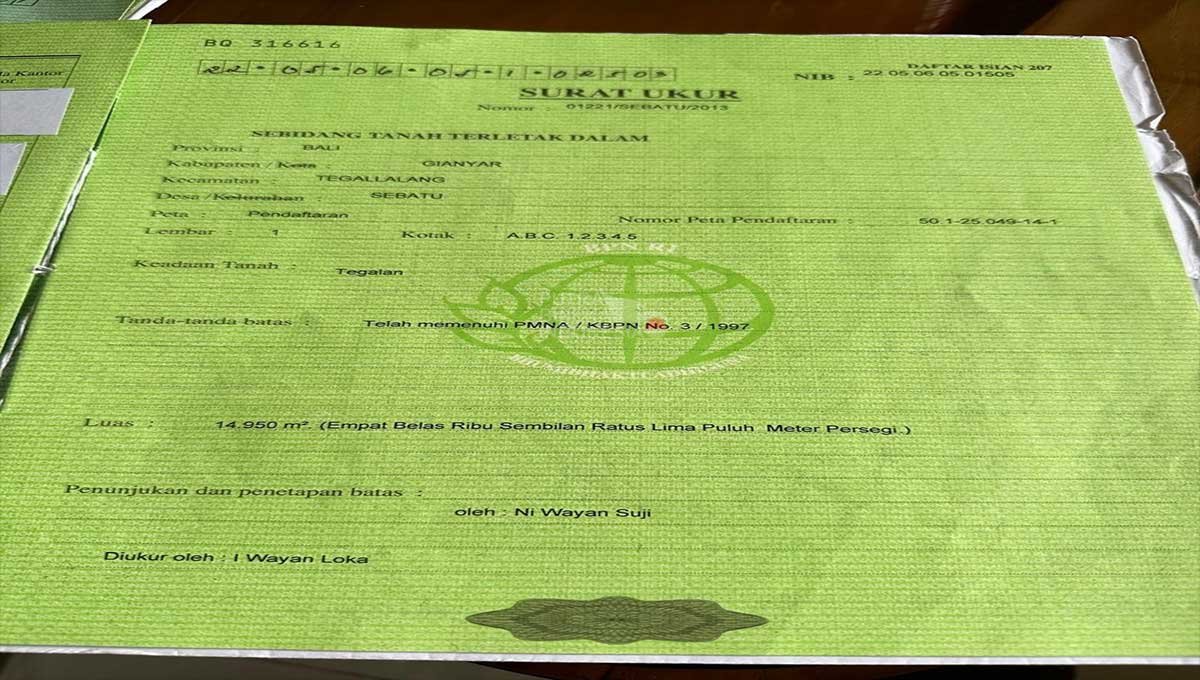 a Kantor
or
BQ 316616
DAFTAR ISIAN 207
22-05-06-05-1-02503
NIB : 22.05.06.05.01505
SURAT UKUR
Nomor : 01221/SEBATU/2013
SEBIDANG TANAH TERLETAK DALAM
Provinsi : BALI
Kabupaten / Kota : GIANYAR
Kecamatan : TEGALLALANG
Desa /Kelurahan : SEBATU
Peta : Pendaftaran Nomor Peta Pendaftaran : 50.1-25.049-14-1
Lembar 1 Kotak : A.B.C. 1.2.3.4.5
BPN RI
Keadaan Tanah : Tegalan
Tanda-tanda batas : Telah memenuhi PMNA / KBPN No. 3 / 1997
Luas : 14.950 m². (Empat Belas Ribu Sembilan Ratus Lima Puluh Meter Persegi.)
Penunjukan dan penetapan batas :
oleh : Ni Wayan Suji
Diukur oleh : I Wayan Loka